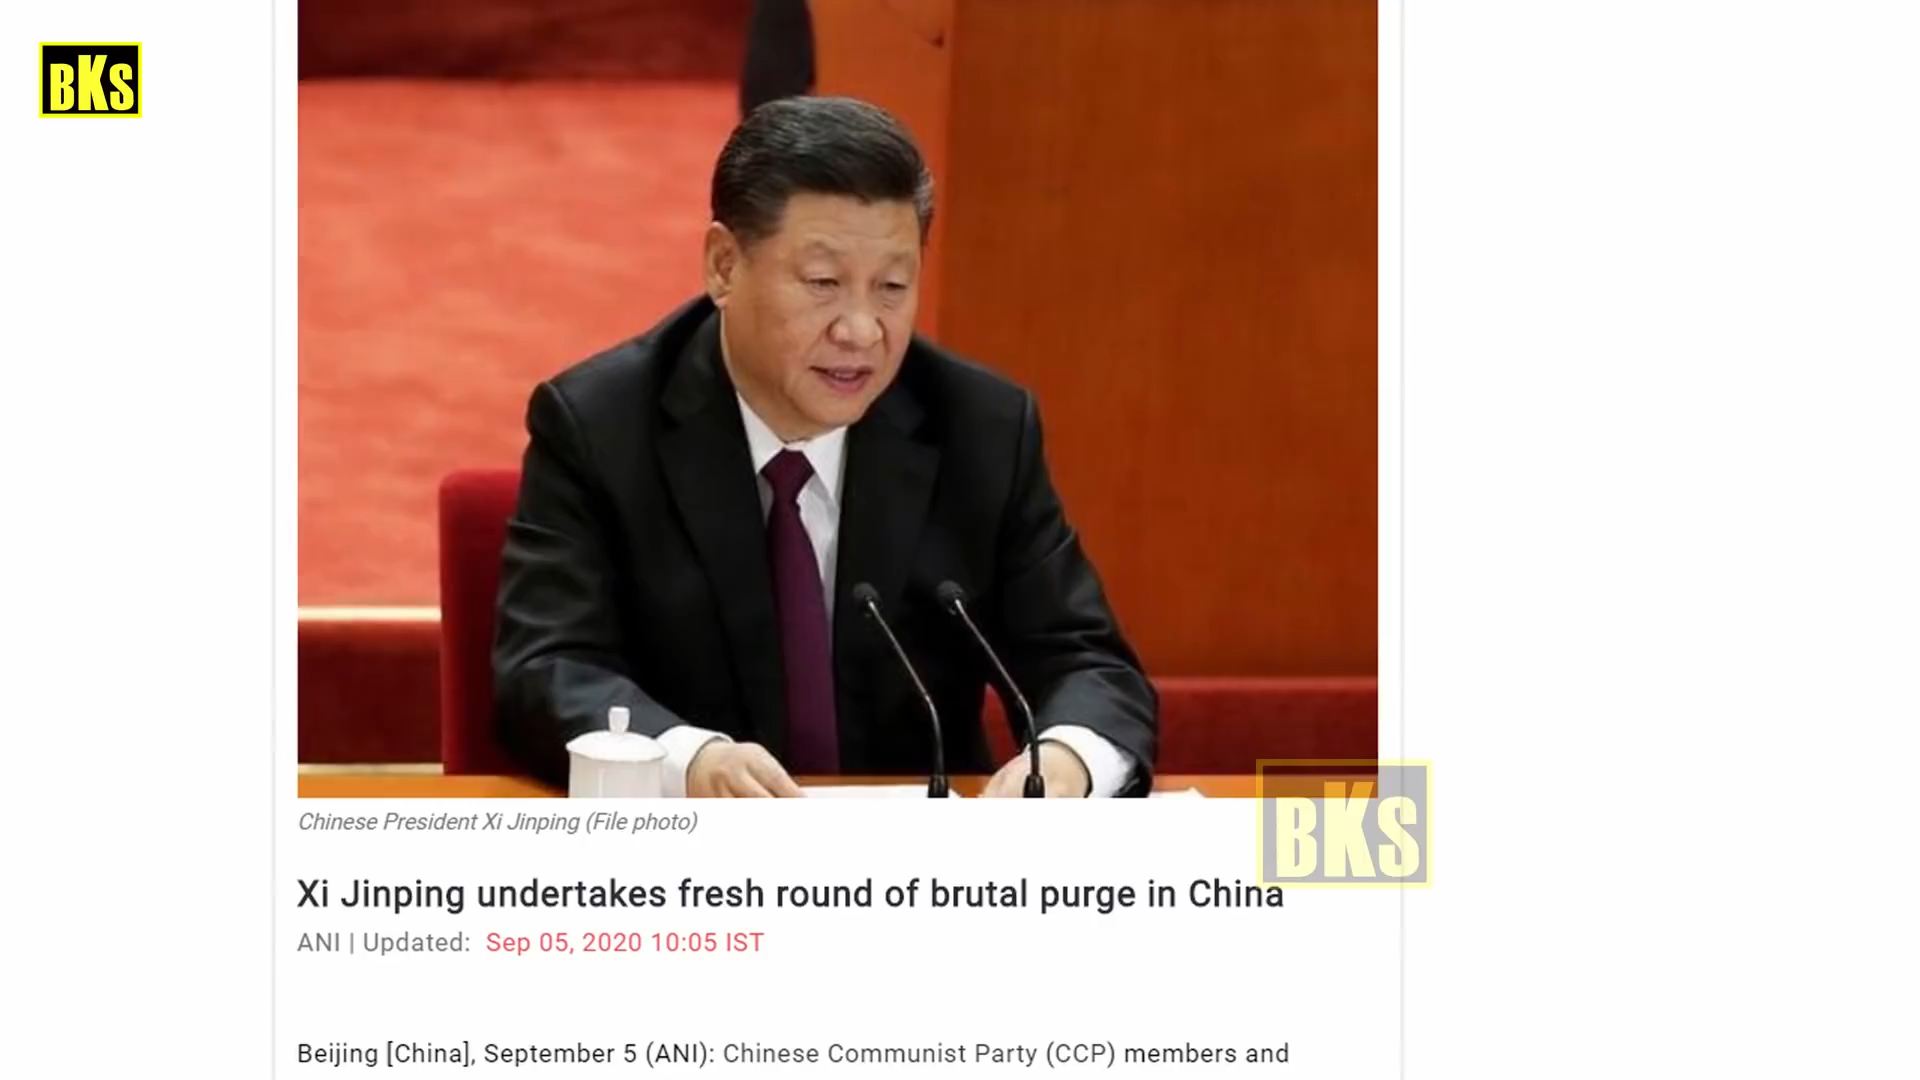 BKS
Chinese President Xi Jinping (File photo)
BKS
Xi Jinping undertakes fresh round of brutal purge in China
ANI | Updated: Sep 05, 2020 10:05 IST
Beijing [China], September 5 (ANI): Chinese Communist Party (CCP) members and